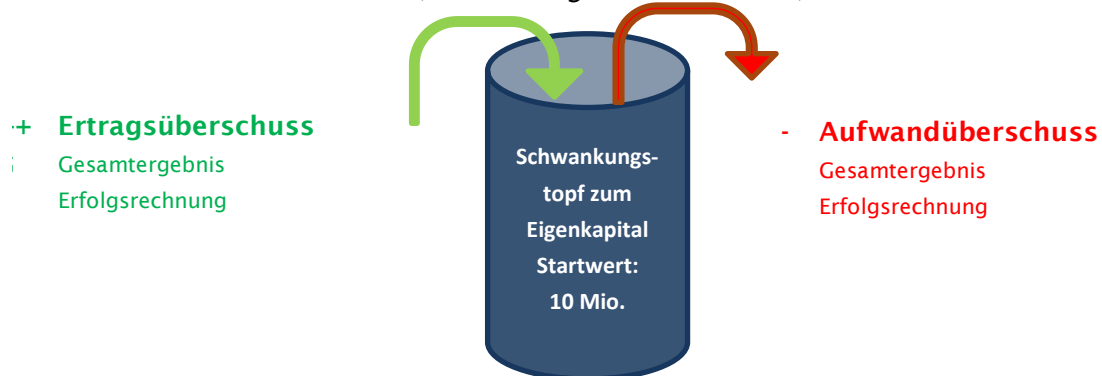 + Ertragsüberschuss
Gesamtergebnis
Erfolgsrechnung
Schwankungs-
topf zum
Eigenkapital
Startwert:
10 Mio.
- Aufwandüberschuss
Gesamtergebnis
Erfolgsrechnung